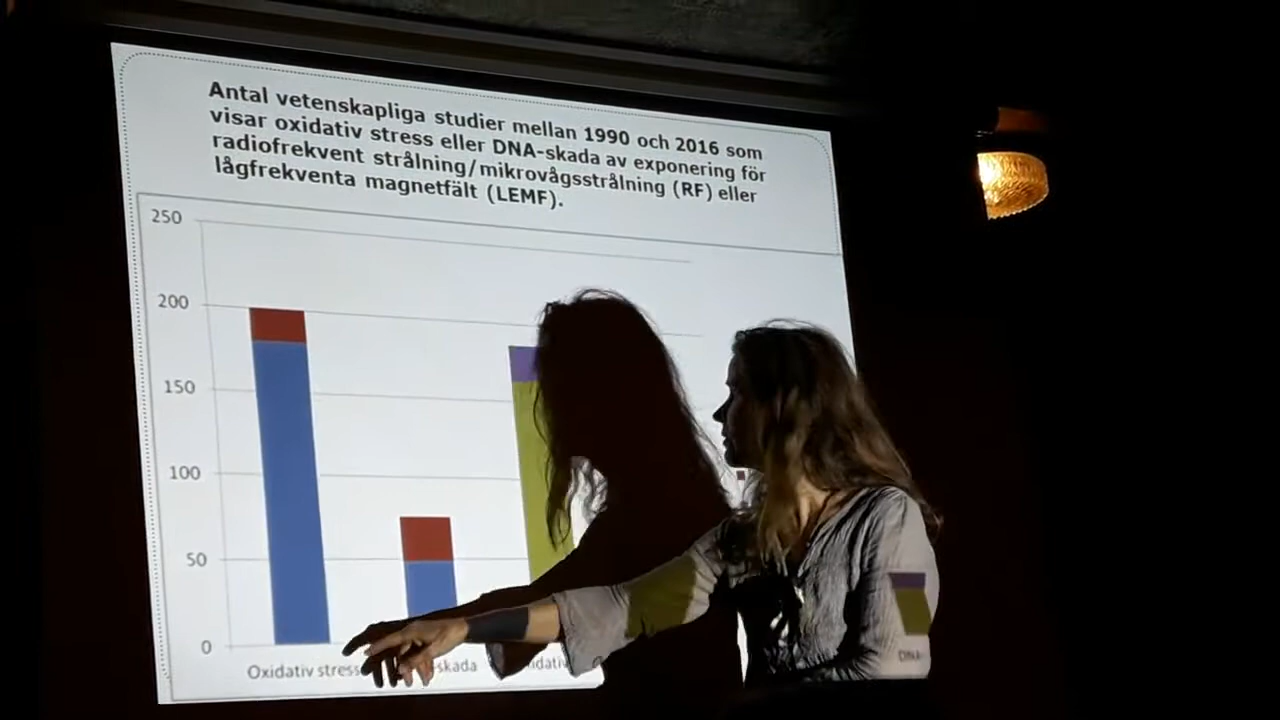 Antal vetenskapliga studier mellan 1990 och 2016 som
visar oxidativ stress eller DNA-skada av exponering för
radiofrekvent strålning/mikrovågsstrålning (RF) eller
lågfrekventa magnetfält (LEMF).
250
200
150
100
50
0
Oxidativ stress
-skada
DNA-